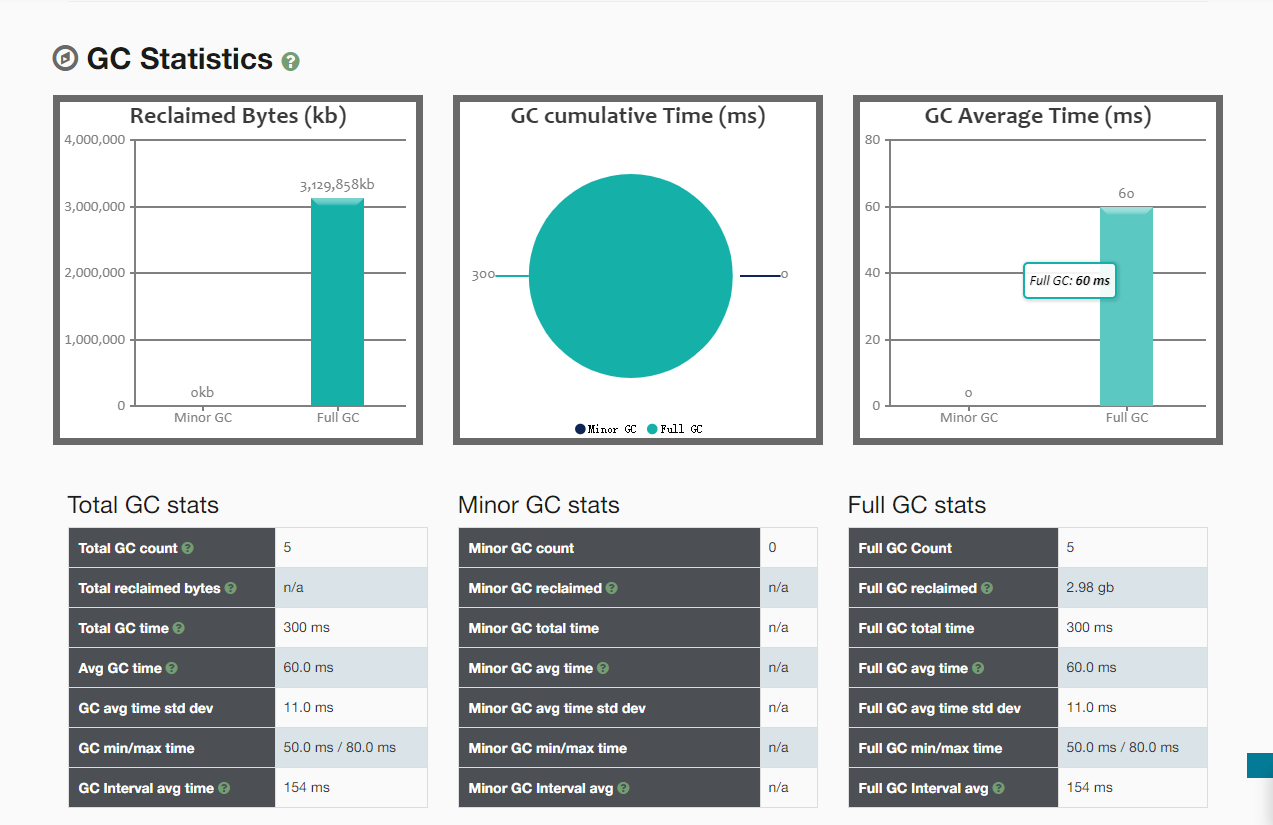 GC Statistics ?
Reclaimed Bytes (kb)
4,000,000
3,000,000
2,000,000
1,000,000
0
3,129,858kb
0kb
Minor GC
Full GC
GC cumulative Time (ms)
300
0
Minor GC
Full GC
GC Average Time (ms)
80
60
40
20
0
60
0
Full GC: 60 ms
Minor GC
Full GC
Total GC stats
Total GC count ? 5
Total reclaimed bytes ? n/a
Total GC time ? 300 ms
Avg GC time ? 60.0 ms
GC avg time std dev 11.0 ms
GC min/max time 50.0 ms / 80.0 ms
GC Interval avg time ? 154 ms
Minor GC stats
Minor GC count 0
Minor GC reclaimed ? n/a
Minor GC total time n/a
Minor GC avg time ? n/a
Minor GC avg time std dev n/a
Minor GC min/max time n/a
Minor GC Interval avg ? n/a
Full GC stats
Full GC Count 5
Full GC reclaimed ? 2.98 gb
Full GC total time 300 ms
Full GC avg time ? 60.0 ms
Full GC avg time std dev 11.0 ms
Full GC min/max time 50.0 ms / 80.0 ms
Full GC Interval avg ? 154 ms